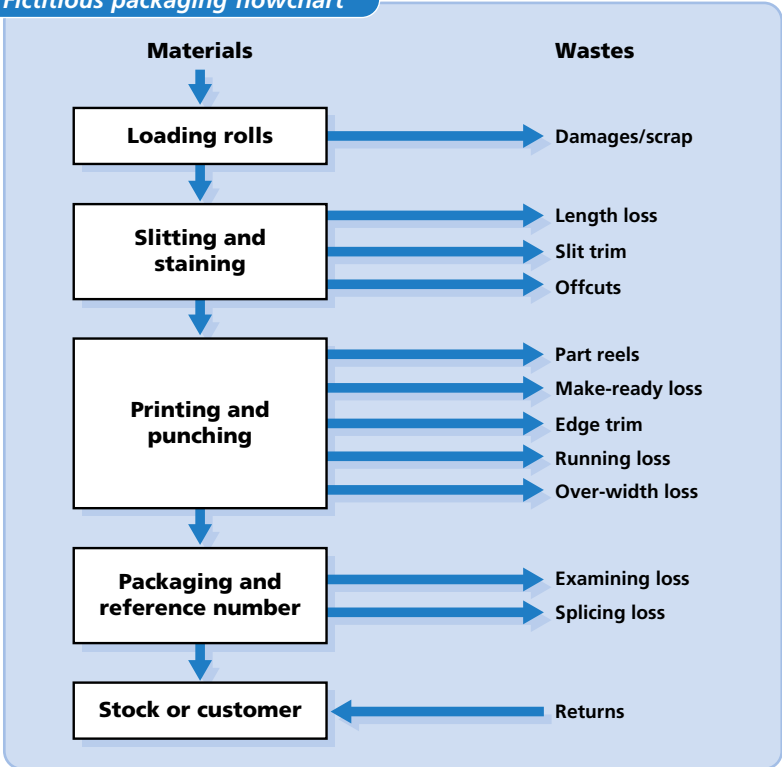 Fictitious packaging flowchart
Materials
Wastes
Loading rolls
Damages/scrap
Slitting and
staining
Length loss
Slit trim
Offcuts
Printing and
punching
Part reels
Make-ready loss
Edge trim
Running loss
Over-width loss
Packaging and
reference number
Examining loss
Splicing loss
Stock or customer
Returns